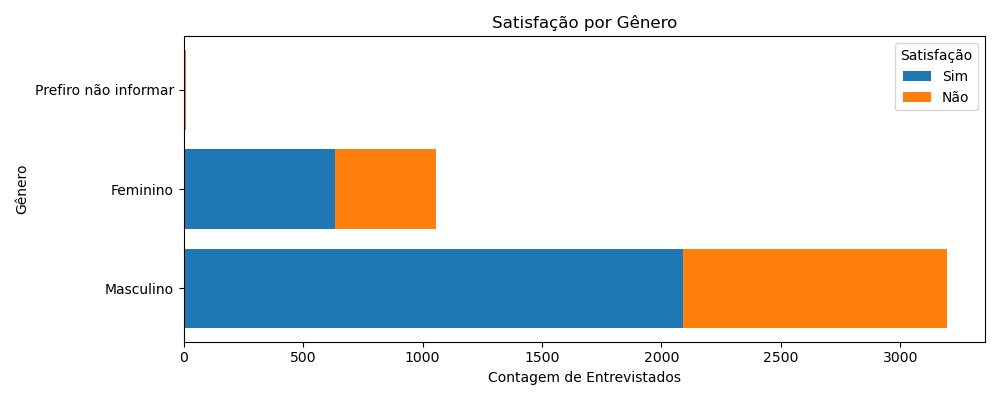 Satisfação por Gênero
Satisfação
Sim
Não
Gênero
Prefiro não informar
Feminino
Masculino
0 500 1000 1500 2000 2500 3000
Contagem de Entrevistados